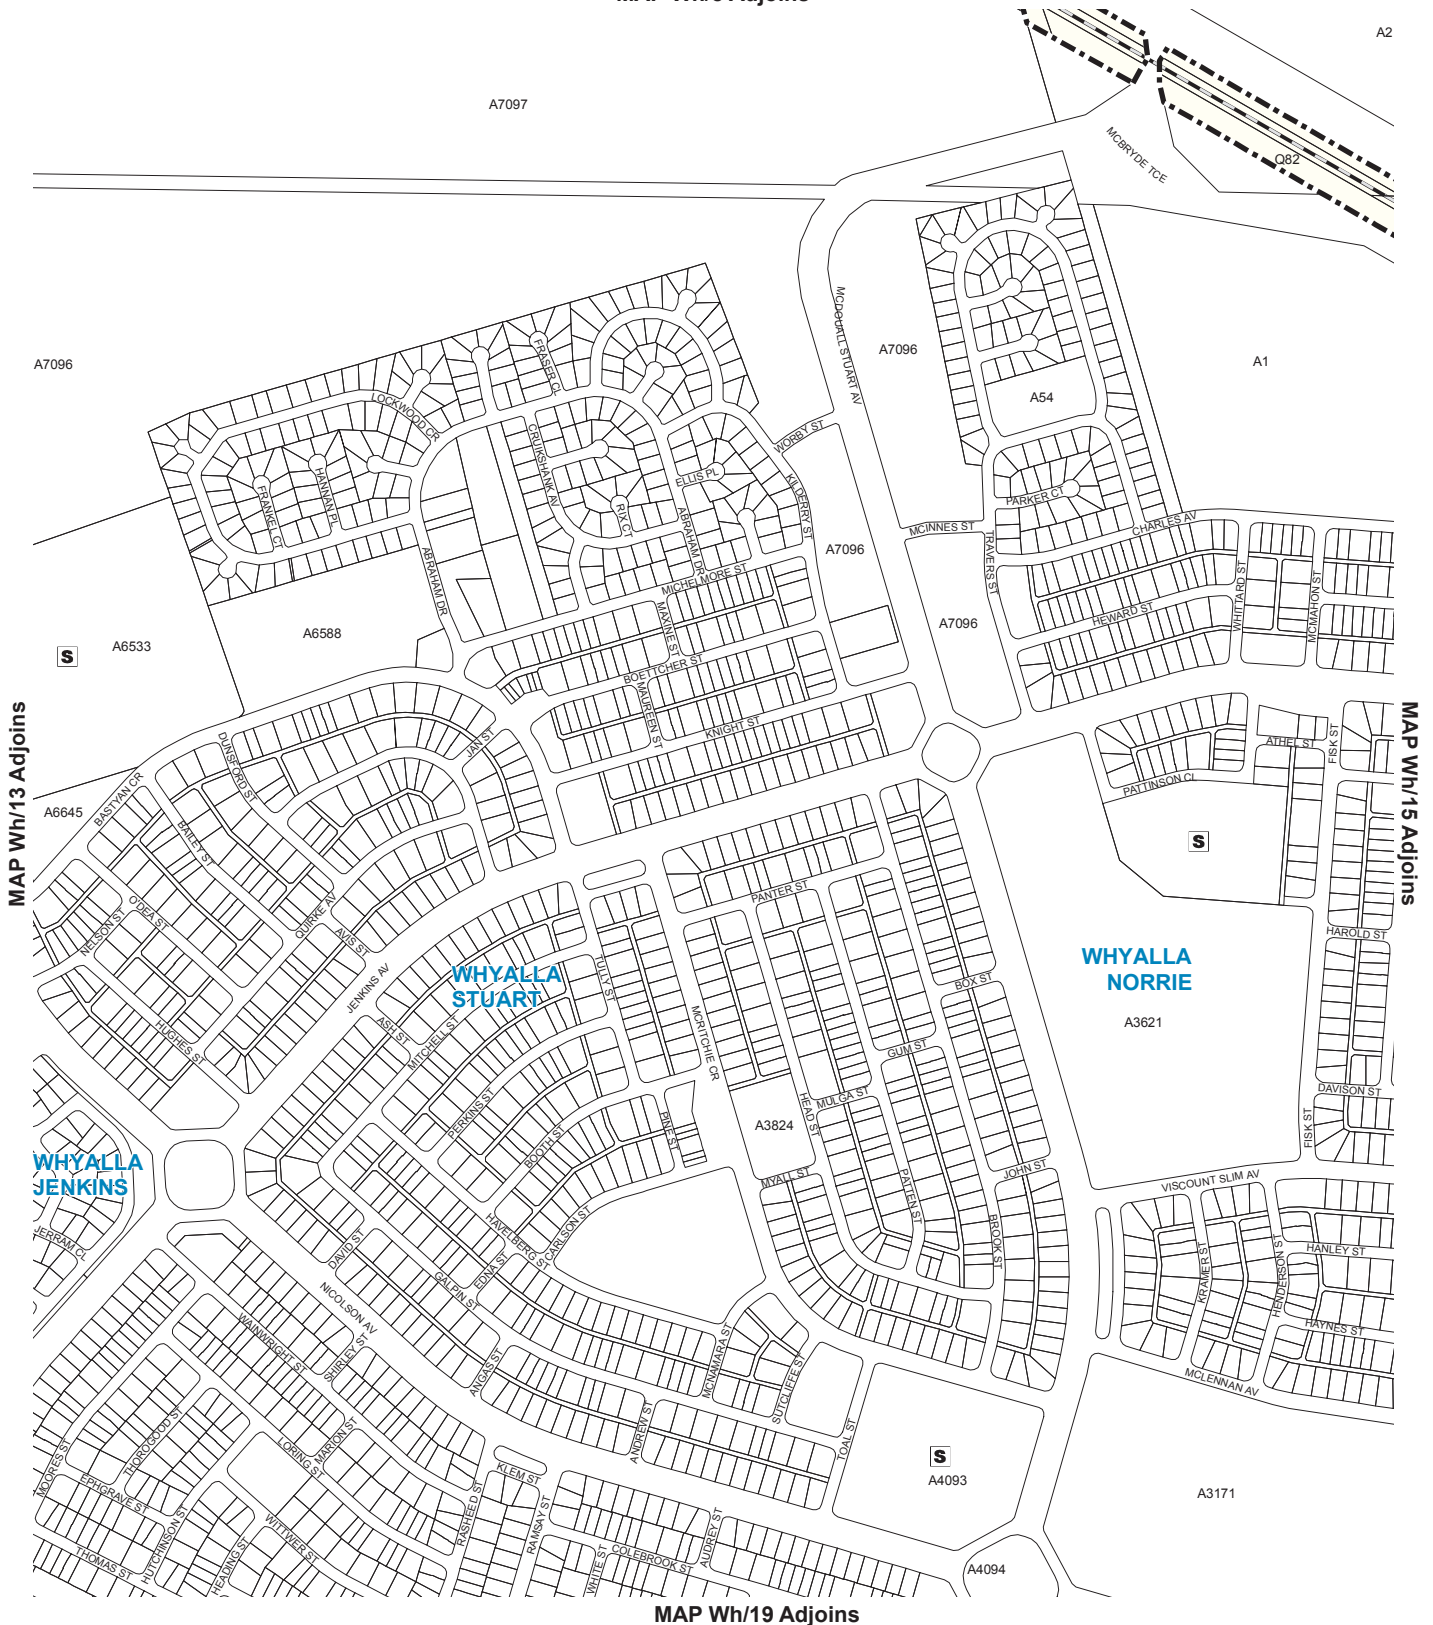 A2
A7097
MCBRYDE TCE
Q82
MCDOUALL STUART AV
A7096
A7096
A1
FRASER CL
LOCKWOOD CR
A54
CRUIKSHANK AV
WORBY ST
HANNAN PL
FRANKEL CT
ELLIS PL
KILDERRY ST
PARKER CT
RIX CT
ABRAHAM DR
MCINNES ST
CHARLES AV
TRAVERS ST
A7096
ABRAHAM DR
MICHELMORE ST
WHITTARD ST
MCMAHON ST
HEWARD ST
MAXINE ST
A7096
A6588
S
A6533
BOETTCHER ST
MAUREEN ST
KNIGHT ST
MAP Wh/13 Adjoins
MAP Wh/15 Adjoins
DUNSFORD ST
JAN ST
ATHEL ST
FISK ST
PATTINSON CL
BASTYAN CR
A6645
BAILEY ST
S
PANTER ST
O'DEA ST
NELSON ST
QUIRKE AV
AVIS ST
HAROLD ST
WHYALLA
NORRIE
WHYALLA
STUART
JENKINS AV
TULLY ST
BOX ST
ASH ST
MITCHELL ST
MCRITCHIE CR
A3621
HUGHES ST
GUM ST
DAVISON ST
MULGA ST
HEAD ST
PERKINS ST
PINE ST
A3824
FISK ST
BOOTH ST
WHYALLA
JENKINS
MYALL ST
JOHN ST
PATTEN ST
VISCOUNT SLIM AV
JERRAM CL
HAVELBERG ST
CARLSON ST
BROOK ST
DAVID ST
HANLEY ST
KRAMER ST
HENDERSON ST
EDNA ST
GALPIN ST
NICOLSON AV
HAYNES ST
WAINWRIGHT ST
SHIRLEY ST
MCNAMARA ST
ANGAS ST
SUTCLIFFE ST
MCLENNAN AV
ANDREW ST
THOROGOOD ST
MARION ST
LORING ST
TOAL ST
MOORES ST
S
KLEM ST
A4093
EPHGRAVE ST
A3171
RASHEED ST
RAMSAY ST
HUTCHINSON ST
WITTWER ST
AUDREY ST
THOMAS ST
HEADING ST
WHITE ST
COLEBROOK ST
A4094
MAP Wh/19 Adjoins